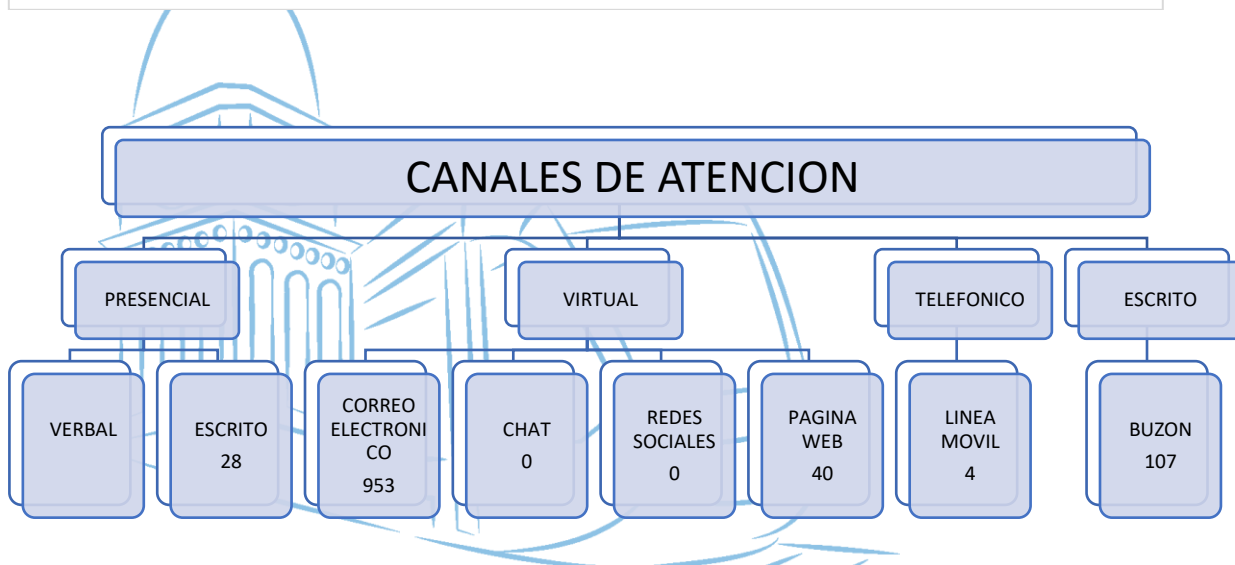 CANALES DE ATENCION
PRESENCIAL
VIRTUAL
TELEFONICO
ESCRITO
VERBAL
ESCRITO
28
CORREO
ELECTRONI
CO
953
CHAT
0
REDES
SOCIALES
0
PAGINA
WEB
40
LINEA
MOVIL
4
BUZON
107